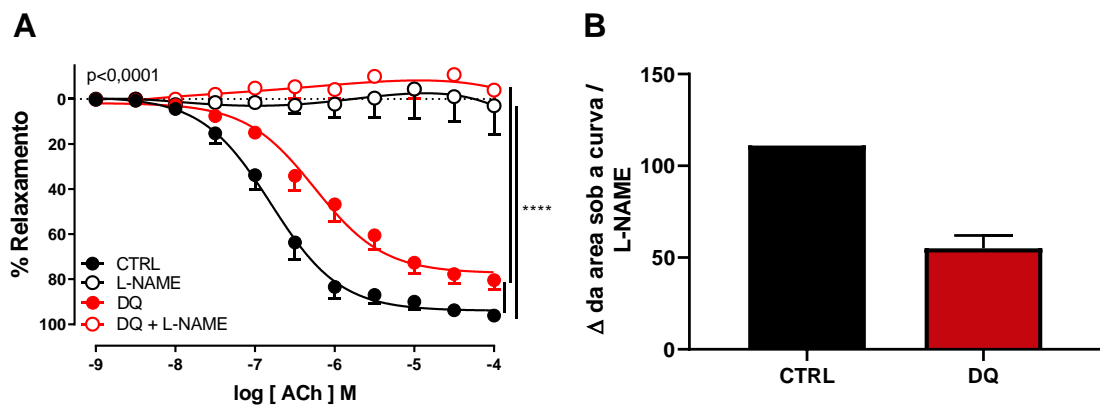 A
p<0,0001
% Relaxamento
0
20
40
60
80
100
CTRL
L-NAME
DQ
DQ + L-NAME
****
-9 -8 -7 -6 -5 -4
log [ ACh ] M
B
Δ da area sob a curva /
L-NAME
150
100
50
0
CTRL DQ